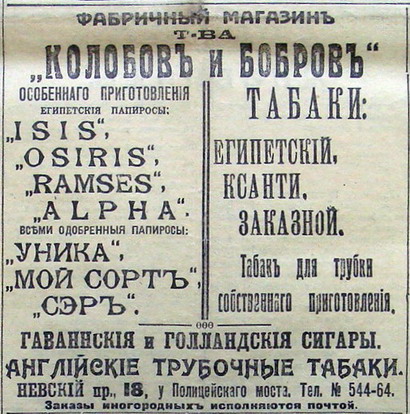 ФАБРИЧНЫЙ МАГАЗИНЪ
Т-ВА
„КОЛОБОВЪ и БОБРОВЪ“
ОСОБЕННАГО ПРИГОТОВЛЕНІЯ
ЕГИПЕТСКІЯ ПАПИРОСЫ:
„ISIS“,
„OSIRIS“,
„RAMSES“,
„ALPHA“.
ВСѢМИ ОДОБРЕННЫЯ ПАПИРОСЫ:
„УНИКА“,
„МОЙ СОРТЪ“,
„СЭРЪ“.
ТАБАКИ:
ЕГИПЕТСКІЙ,
КСАНТИ,
ЗАКАЗНОЙ.
Табакъ для трубки
собственнаго приготовленія.
ГАВАННСКІЯ и ГОЛЛАНДСКІЯ СИГАРЫ.
АНГЛІЙСКІЕ ТРУБОЧНЫЕ ТАБАКИ.
НЕВСКІЙ пр., 18, у Полицейскаго моста. Тел. № 544-64.
Заказы иногородныхъ исполняются почтой.